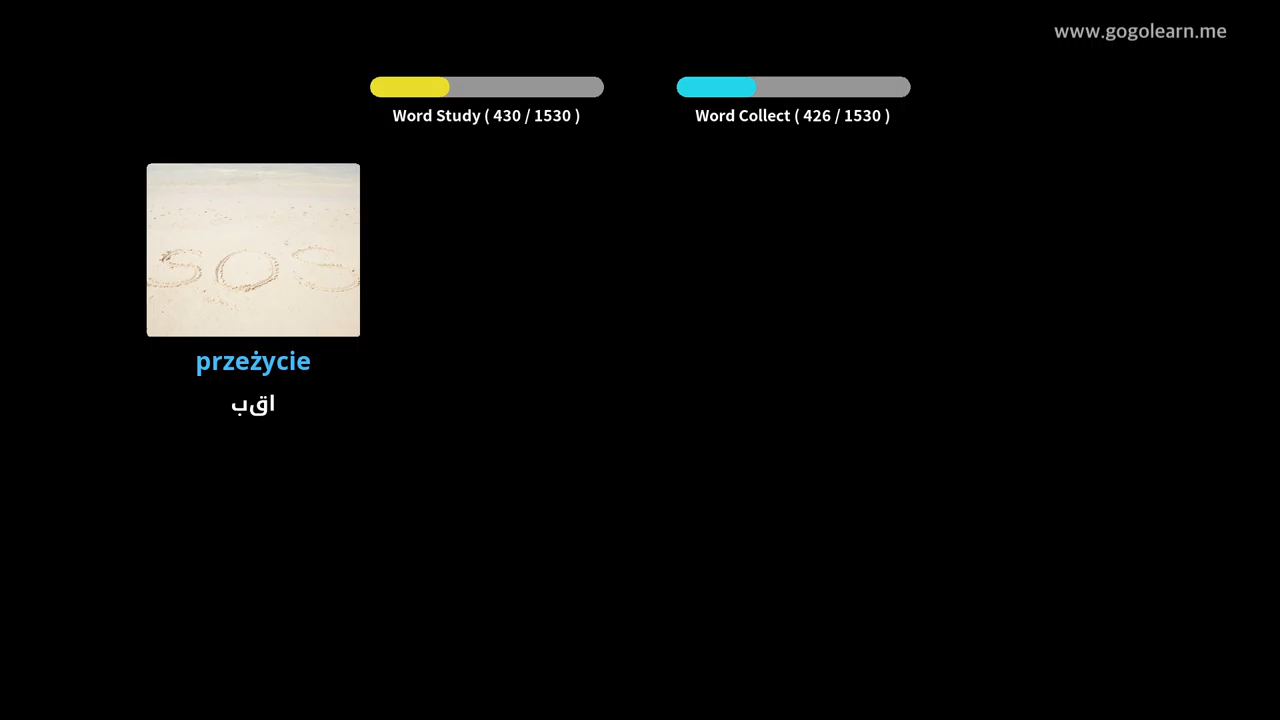 www.gogolearn.me
Word Study ( 430 / 1530 )
Word Collect ( 426 / 1530 )
SOS
przeżycie
اقب